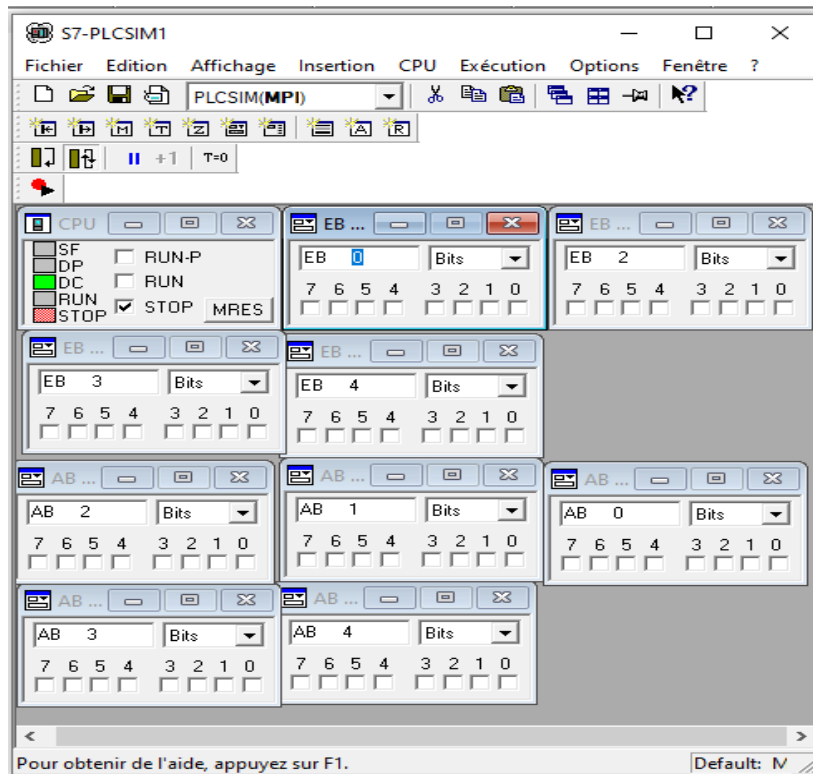 S7-PLCSIM1
Fichier Edition Affichage Insertion CPU Exécution Options Fenêtre ?
PLCSIM(MPI)
+1 T=0
CPU
SF
DP
DC
RUN
STOP
RUN-P
RUN
STOP MRES
EB ...
EB 0 Bits
7 6 5 4 3 2 1 0
EB ...
EB 2 Bits
7 6 5 4 3 2 1 0
EB ...
EB 3 Bits
7 6 5 4 3 2 1 0
EB ...
EB 4 Bits
7 6 5 4 3 2 1 0
AB ...
AB 2 Bits
7 6 5 4 3 2 1 0
AB ...
AB 1 Bits
7 6 5 4 3 2 1 0
AB ...
AB 0 Bits
7 6 5 4 3 2 1 0
AB ...
AB 3 Bits
7 6 5 4 3 2 1 0
AB ...
AB 4 Bits
7 6 5 4 3 2 1 0
Pour obtenir de l'aide, appuyez sur F1. Default: M